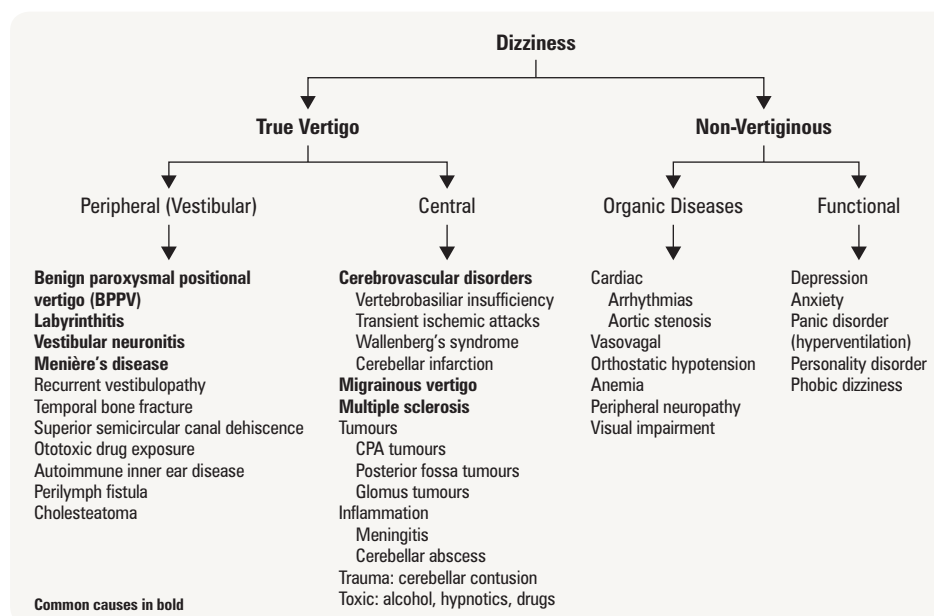 Dizziness
True Vertigo
Non-Vertiginous
Peripheral (Vestibular)
Central
Organic Diseases
Functional
Benign paroxysmal positional
vertigo (BPPV)
Labyrinthitis
Vestibular neuronitis
Menière's disease
Recurrent vestibulopathy
Temporal bone fracture
Superior semicircular canal dehiscence
Ototoxic drug exposure
Autoimmune inner ear disease
Perilymph fistula
Cholesteatoma
Cerebrovascular disorders
Vertebrobasiliar insufficiency
Transient ischemic attacks
Wallenberg's syndrome
Cerebellar infarction
Migrainous vertigo
Multiple sclerosis
Tumours
CPA tumours
Posterior fossa tumours
Glomus tumours
Inflammation
Meningitis
Cerebellar abscess
Trauma: cerebellar contusion
Toxic: alcohol, hypnotics, drugs
Cardiac
Arrhythmias
Aortic stenosis
Vasovagal
Orthostatic hypotension
Anemia
Peripheral neuropathy
Visual impairment
Depression
Anxiety
Panic disorder
(hyperventilation)
Personality disorder
Phobic dizziness
Common causes in bold